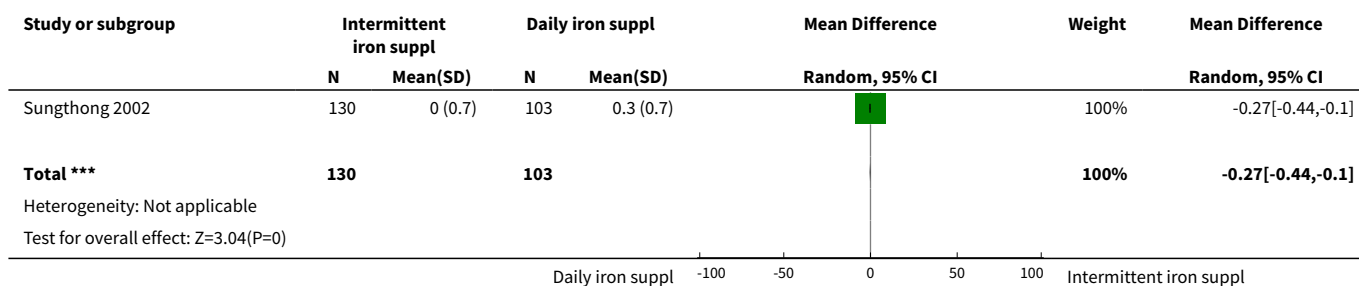 Study or subgroup Intermittent iron suppl Daily iron suppl Mean Difference Weight Mean Difference
N Mean(SD) N Mean(SD) Random, 95% CI Random, 95% CI
Sungthong 2002 130 0 (0.7) 103 0.3 (0.7) 100% -0.27[-0.44,-0.1]
Total *** 130 103 100% -0.27[-0.44,-0.1]
Heterogeneity: Not applicable
Test for overall effect: Z=3.04(P=0)
Daily iron suppl -100 -50 0 50 100 Intermittent iron suppl